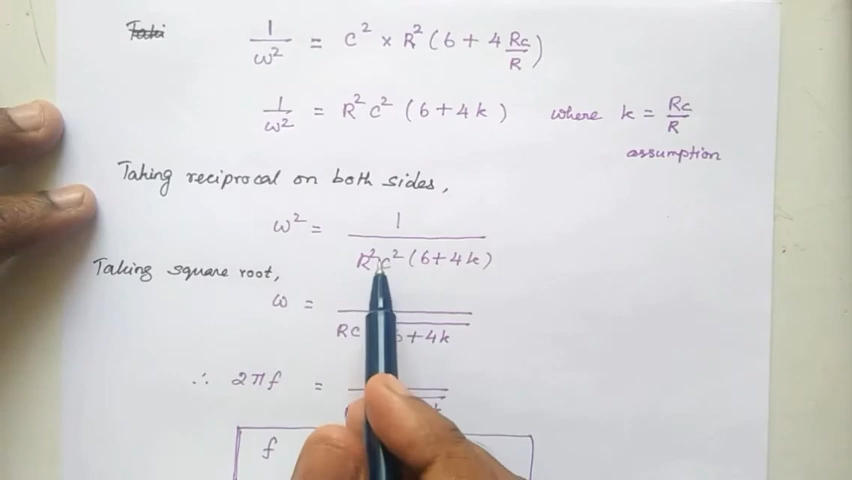 1/ω² = C² × R² (6 + 4 Rc/R)
1/ω² = R²C² (6 + 4k) where k = Rc/R
assumption
Taking reciprocal on both sides,
ω² = 1 / R²C² (6 + 4k)
Taking square root,
ω = / RC 6 + 4k
∴ 2πf =
f